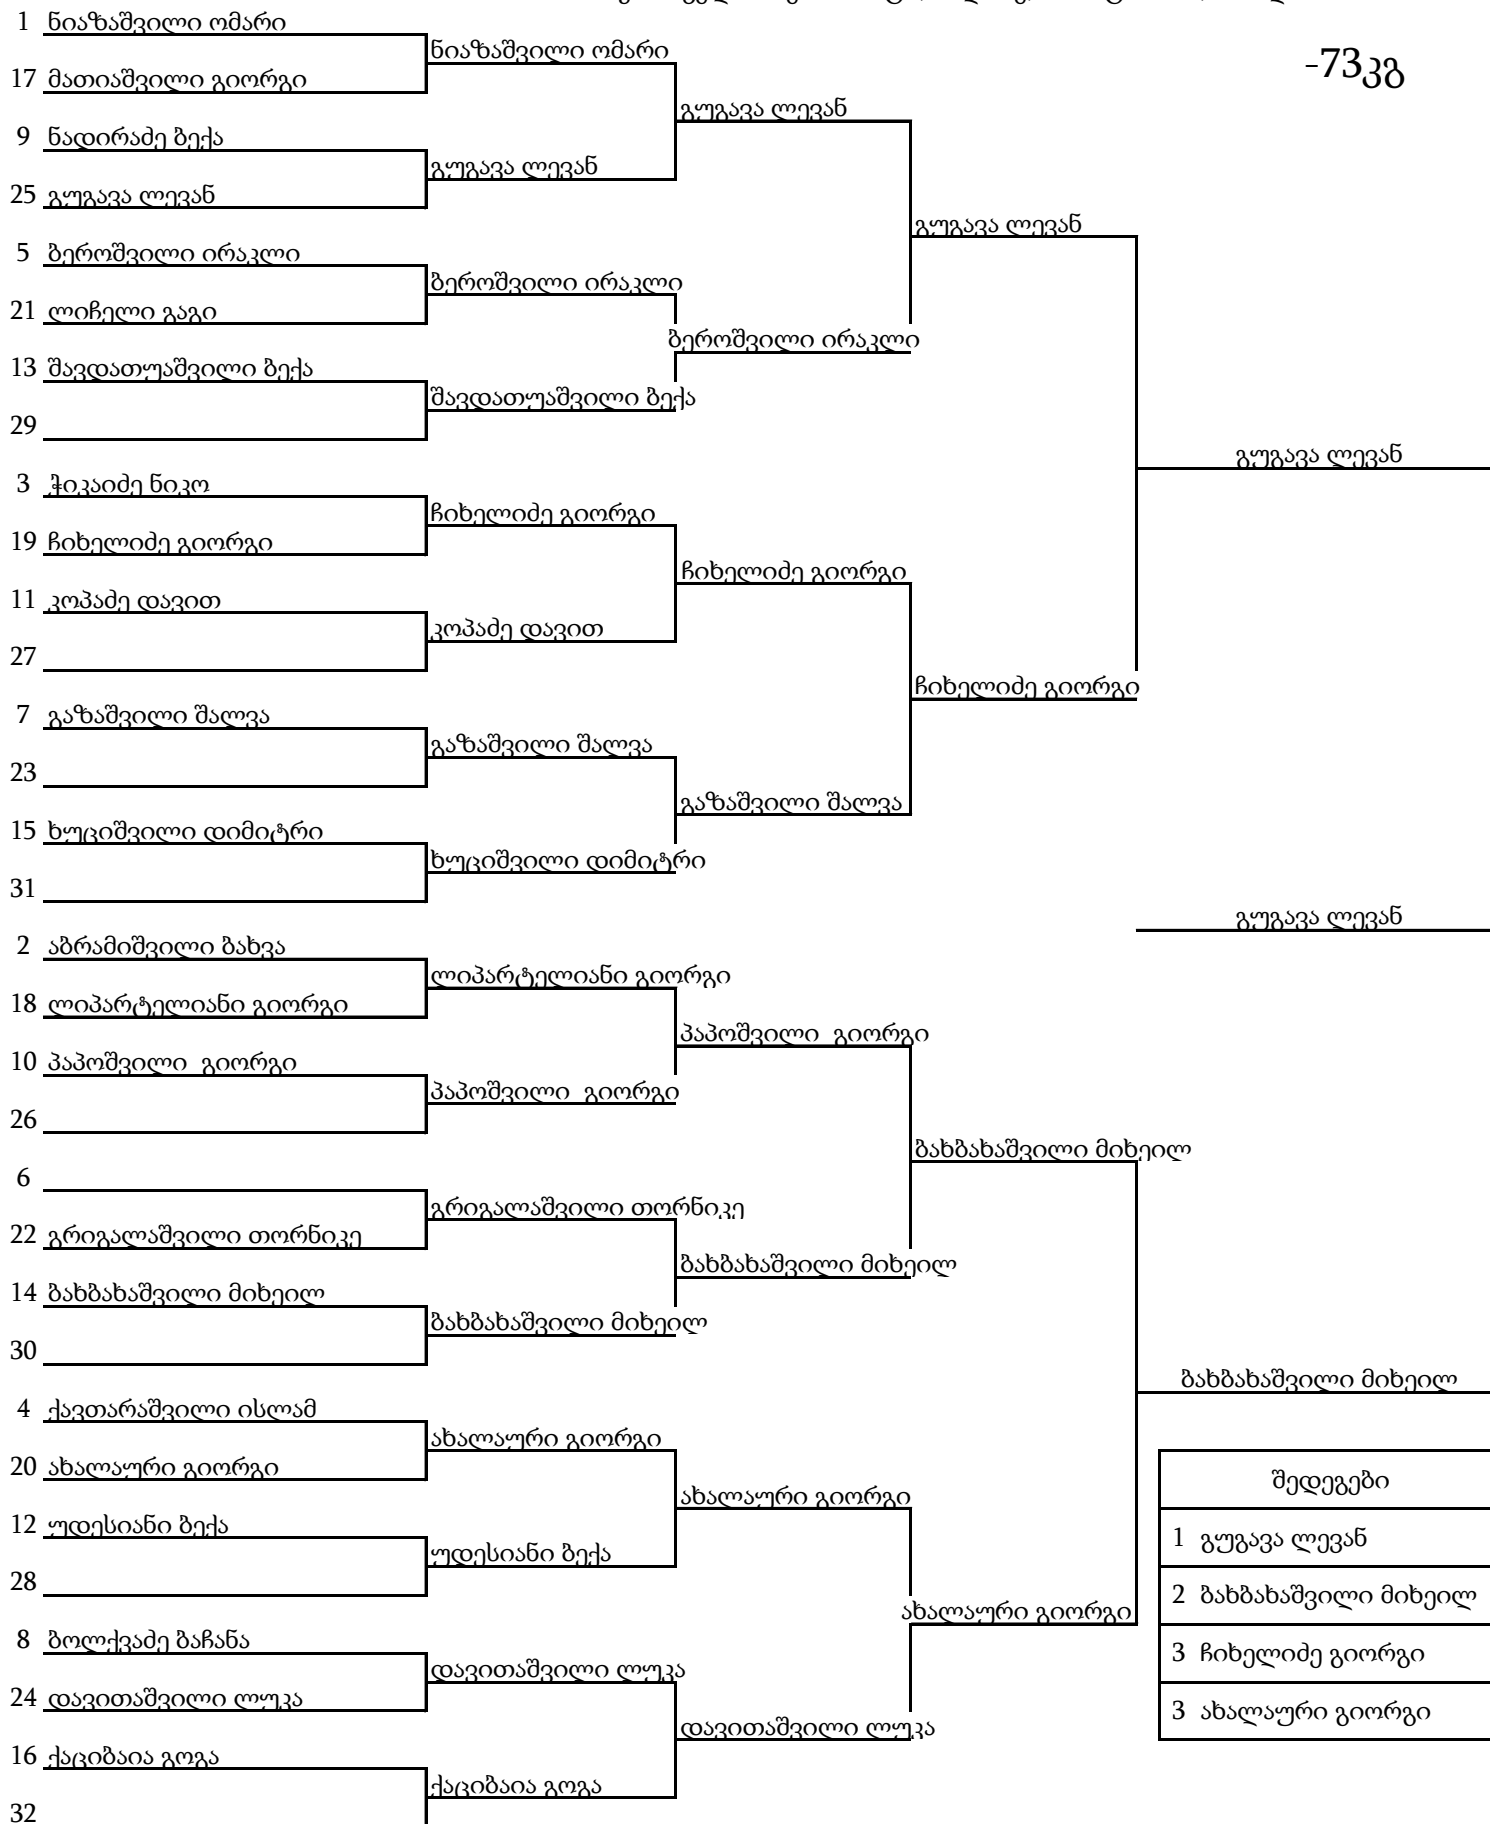 -73კგ
1 ნიაზაშვილი ომარი
ნიაზაშვილი ომარი
17 მათიაშვილი გიორგი
გუგავა ლევან
9 ნადირაძე ბექა
გუგავა ლევან
25 გუგავა ლევან
გუგავა ლევან
5 ბეროშვილი ირაკლი
ბეროშვილი ირაკლი
21 ლიჩელი გაგი
ბეროშვილი ირაკლი
13 შავდათუაშვილი ბექა
შავდათუაშვილი ბექა
29
გუგავა ლევან
3 ჭიკაიძე ნიკო
ჩიხელიძე გიორგი
19 ჩიხელიძე გიორგი
ჩიხელიძე გიორგი
11 კოპაძე დავით
კოპაძე დავით
27
ჩიხელიძე გიორგი
7 გაზაშვილი შალვა
გაზაშვილი შალვა
23
გაზაშვილი შალვა
15 ხუციშვილი დიმიტრი
ხუციშვილი დიმიტრი
31
გუგავა ლევან
2 აბრამიშვილი ბახვა
ლიპარტელიანი გიორგი
18 ლიპარტელიანი გიორგი
პაპოშვილი გიორგი
10 პაპოშვილი გიორგი
პაპოშვილი გიორგი
26
ბახბახაშვილი მიხეილ
6
გრიგალაშვილი თორნიკე
22 გრიგალაშვილი თორნიკე
ბახბახაშვილი მიხეილ
14 ბახბახაშვილი მიხეილ
ბახბახაშვილი მიხეილ
30
ბახბახაშვილი მიხეილ
4 ქავთარაშვილი ისლამ
ახალაური გიორგი
20 ახალაური გიორგი
ახალაური გიორგი
12 უდესიანი ბექა
უდესიანი ბექა
28
ახალაური გიორგი
8 ბოლქვაძე ბაჩანა
დავითაშვილი ლუკა
24 დავითაშვილი ლუკა
დავითაშვილი ლუკა
16 ქაციბაია გოგა
ქაციბაია გოგა
32
შედეგები
1 გუგავა ლევან
2 ბახბახაშვილი მიხეილ
3 ჩიხელიძე გიორგი
3 ახალაური გიორგი